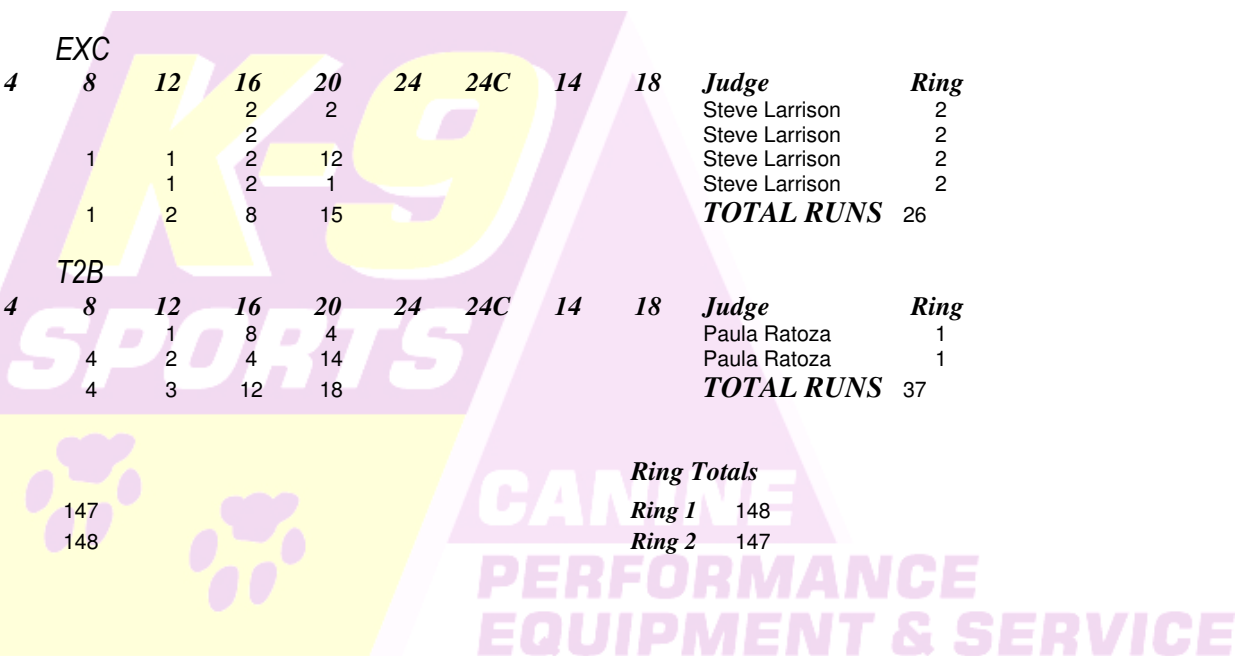 EXC
4 8 12 16 20 24 24C 14 18 Judge Ring
2 2 Steve Larrison 2
2 Steve Larrison 2
1 1 2 12 Steve Larrison 2
1 2 1 Steve Larrison 2
1 2 8 15 TOTAL RUNS 26
T2B
4 8 12 16 20 24 24C 14 18 Judge Ring
1 8 4 Paula Ratoza 1
4 2 4 14 Paula Ratoza 1
4 3 12 18 TOTAL RUNS 37
Ring Totals
147 Ring 1 148
148 Ring 2 147
K-9
SPORTS
CANINE
PERFORMANCE
EQUIPMENT & SERVICE